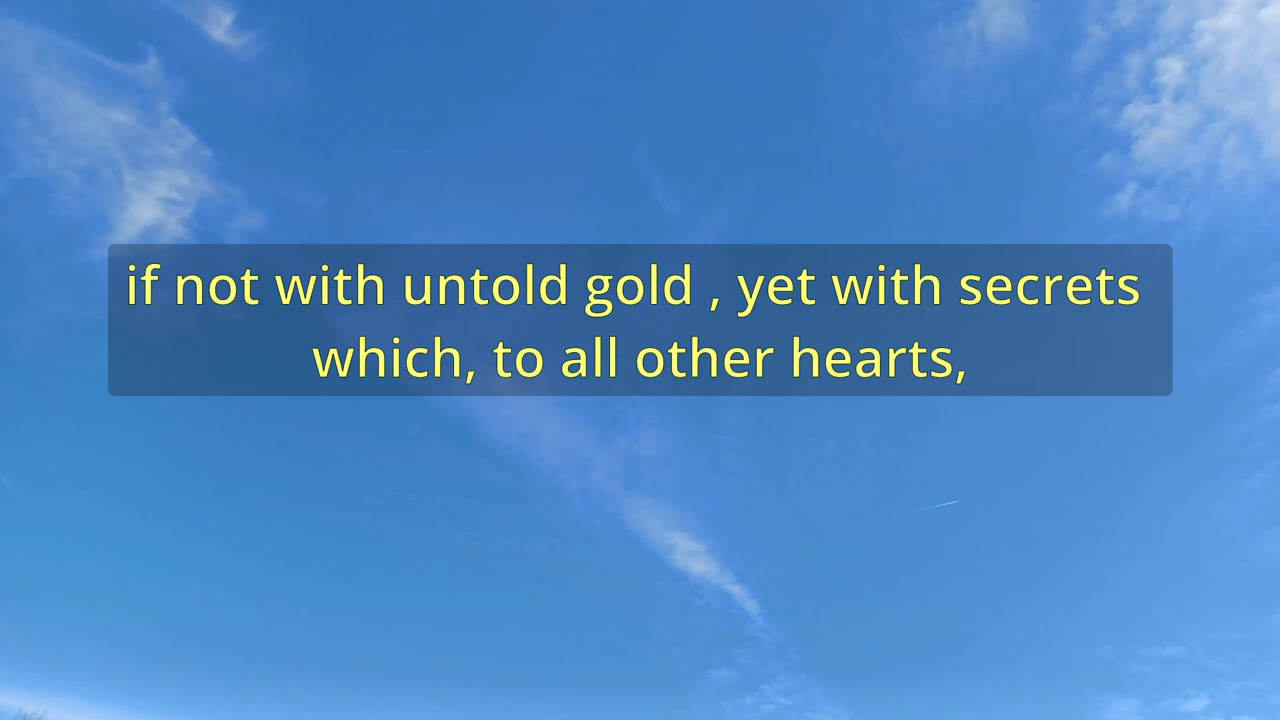 if not with untold gold , yet with secrets
which, to all other hearts,